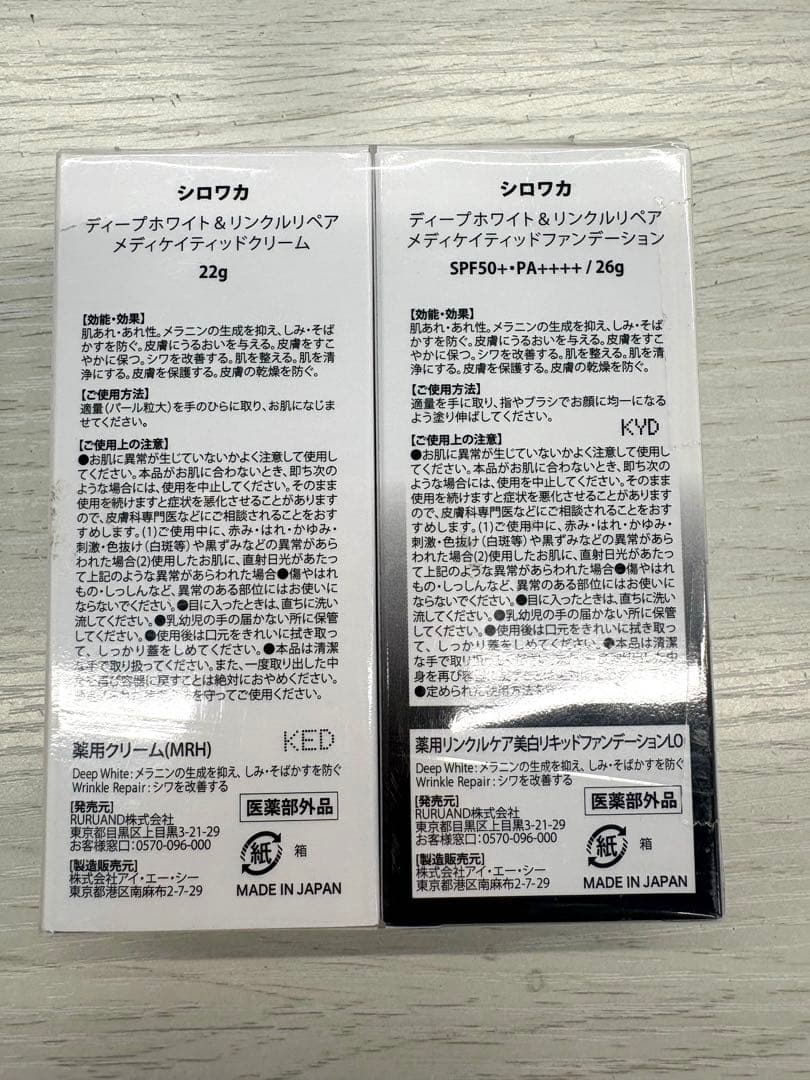 シロワカ
ディープホワイト&リンクルリペア
メディケイティッドクリーム
22g
【効能・効果】
肌あれ・あれ性。メラニンの生成を抑え、しみ・そば
かすを防ぐ。皮膚にうるおいを与える。皮膚をすこ
やかに保つ。シワを改善する。肌を整える。肌を清
浄にする。皮膚を保護する。皮膚の乾燥を防ぐ。
【ご使用方法】
適量（パール粒大）を手のひらに取り、お肌になじま
せてください。
【ご使用上の注意】
●お肌に異常が生じていないかよく注意して使用し
てください。本品がお肌に合わないとき、即ち次の
ような場合には、使用を中止してください。そのまま
使用を続けますと症状を悪化させることがあります
ので、皮膚科専門医などにご相談されることをおす
すめします。(1)ご使用中に、赤み・はれ・かゆみ・
刺激・色抜け（白斑等）や黒ずみなどの異常があら
われた場合(2)使用したお肌に、直射日光があたっ
て上記のような異常があらわれた場合●傷やはれ
もの・しっしんなど、異常のある部位にはお使いに
ならないでください。●目に入ったときは、直ちに洗い
流してください。●乳幼児の手の届かない所に保管
してください。●使用後は口元をきれいに拭き取っ
て、しっかり蓋をしめてください。●本品は清潔
な手で取り扱ってください。また、一度取り出した中
身を再び容器に戻すことは絶対におやめください。
を守ってご使用ください。
KED
薬用クリーム(MRH)
Deep White：メラニンの生成を抑え、しみ・そばかすを防ぐ
Wrinkle Repair：シワを改善する
[発売元]
RURUAND株式会社
東京都目黒区上目黒3-21-29
お客様窓口：0570-096-000
[製造販売元]
株式会社アイ・エー・シー
東京都港区南麻布2-7-29
医薬部外品
紙 箱
MADE IN JAPAN
シロワカ
ディープホワイト&リンクルリペア
メディケイティッドファンデーション
SPF50+・PA++++ / 26g
【効能・効果】
肌あれ・あれ性。メラニンの生成を抑え、しみ・そば
かすを防ぐ。皮膚にうるおいを与える。皮膚をすこ
やかに保つ。シワを改善する。肌を整える。肌を清
浄にする。皮膚を保護する。皮膚の乾燥を防ぐ。
【ご使用方法】
適量を手に取り、指やブラシでお顔に均一になる
よう塗り伸ばしてください。
KYD
【ご使用上の注意】
●お肌に異常が生じていないかよく注意して使用し
てください。本品がお肌に合わないとき、即ち次の
ような場合には、使用を中止してください。そのまま
使用を続けますと症状を悪化させることがあります
ので、皮膚科専門医などにご相談されることをおす
すめします。(1)ご使用中に、赤み・はれ・かゆみ・
刺激・色抜け（白斑等）や黒ずみなどの異常があら
われた場合(2)使用したお肌に、直射日光があたっ
て上記のような異常があらわれた場合●傷やはれ
もの・しっしんなど、異常のある部位にはお使いに
ならないでください。●目に入ったときは、直ちに洗い
流してください。●乳幼児の手の届かない所に保管
してください。●使用後は口元をきれいに拭き取っ
て、しっかり蓋をしめてください。●本品は清潔
な手で取り
身を再び容
●定められた使用方法を
薬用リンクルケア美白リキッドファンデーションLO
Deep White：メラニンの生成を抑え、しみ・そばかすを防ぐ
Wrinkle Repair：シワを改善する
[発売元]
RURUAND株式会社
東京都目黒区上目黒3-21-29
お客様窓口：0570-096-000
[製造販売元]
株式会社アイ・エー・シー
東京都港区南麻布2-7-29
医薬部外品
紙 箱
MADE IN JAPAN